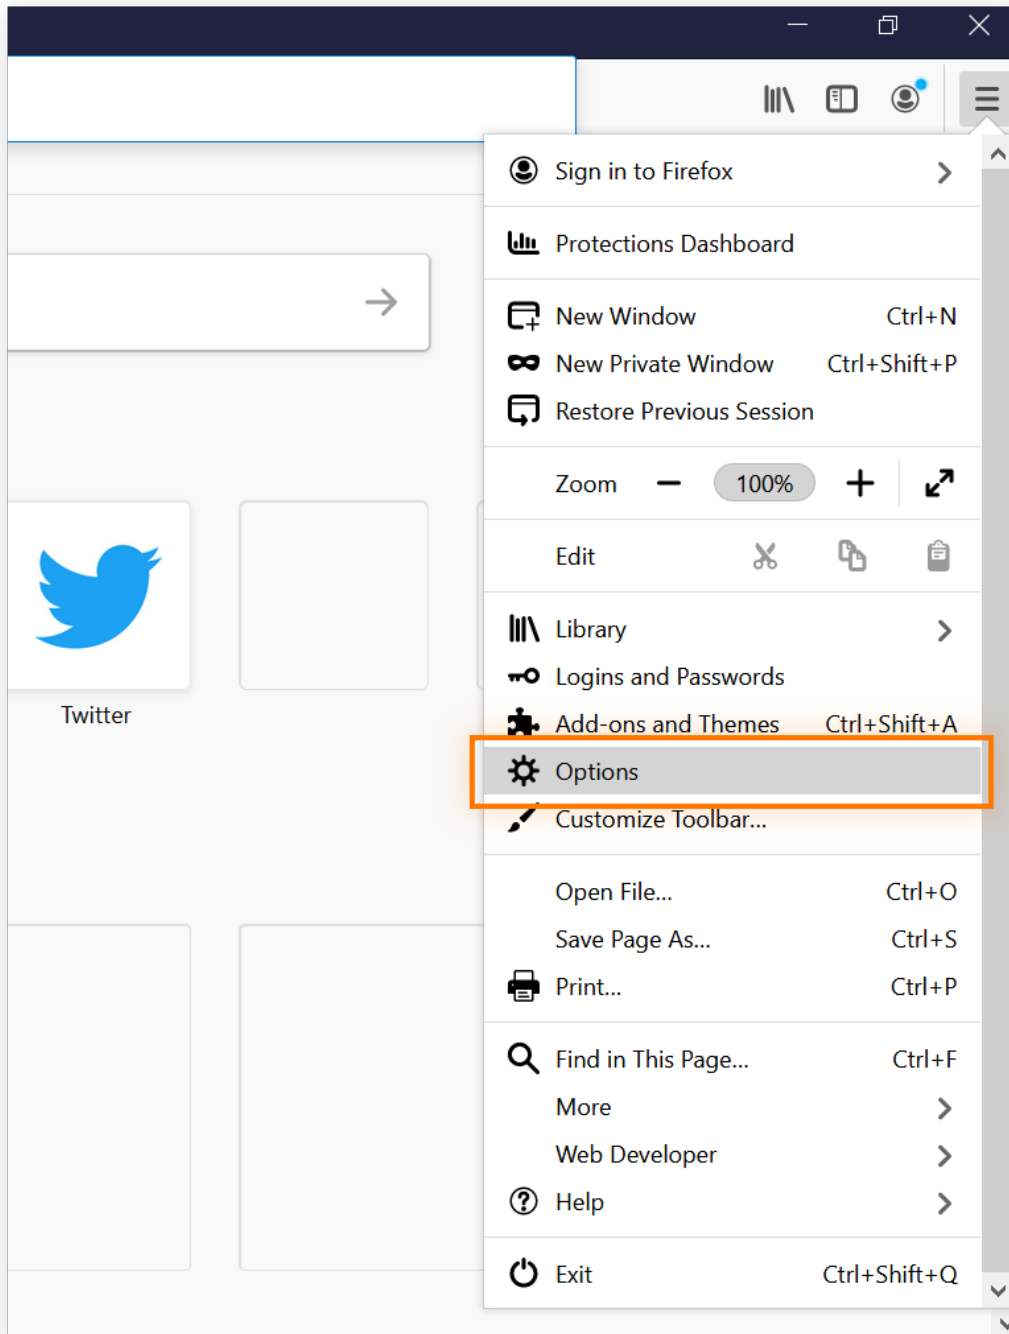 Sign in to Firefox
Protections Dashboard
New Window Ctrl+N
New Private Window Ctrl+Shift+P
Restore Previous Session
Zoom 100%
Edit
Library
Logins and Passwords
Twitter
Add-ons and Themes Ctrl+Shift+A
Options
Customize Toolbar...
Open File... Ctrl+O
Save Page As... Ctrl+S
Print... Ctrl+P
Find in This Page... Ctrl+F
More
Web Developer
Help
Exit Ctrl+Shift+Q